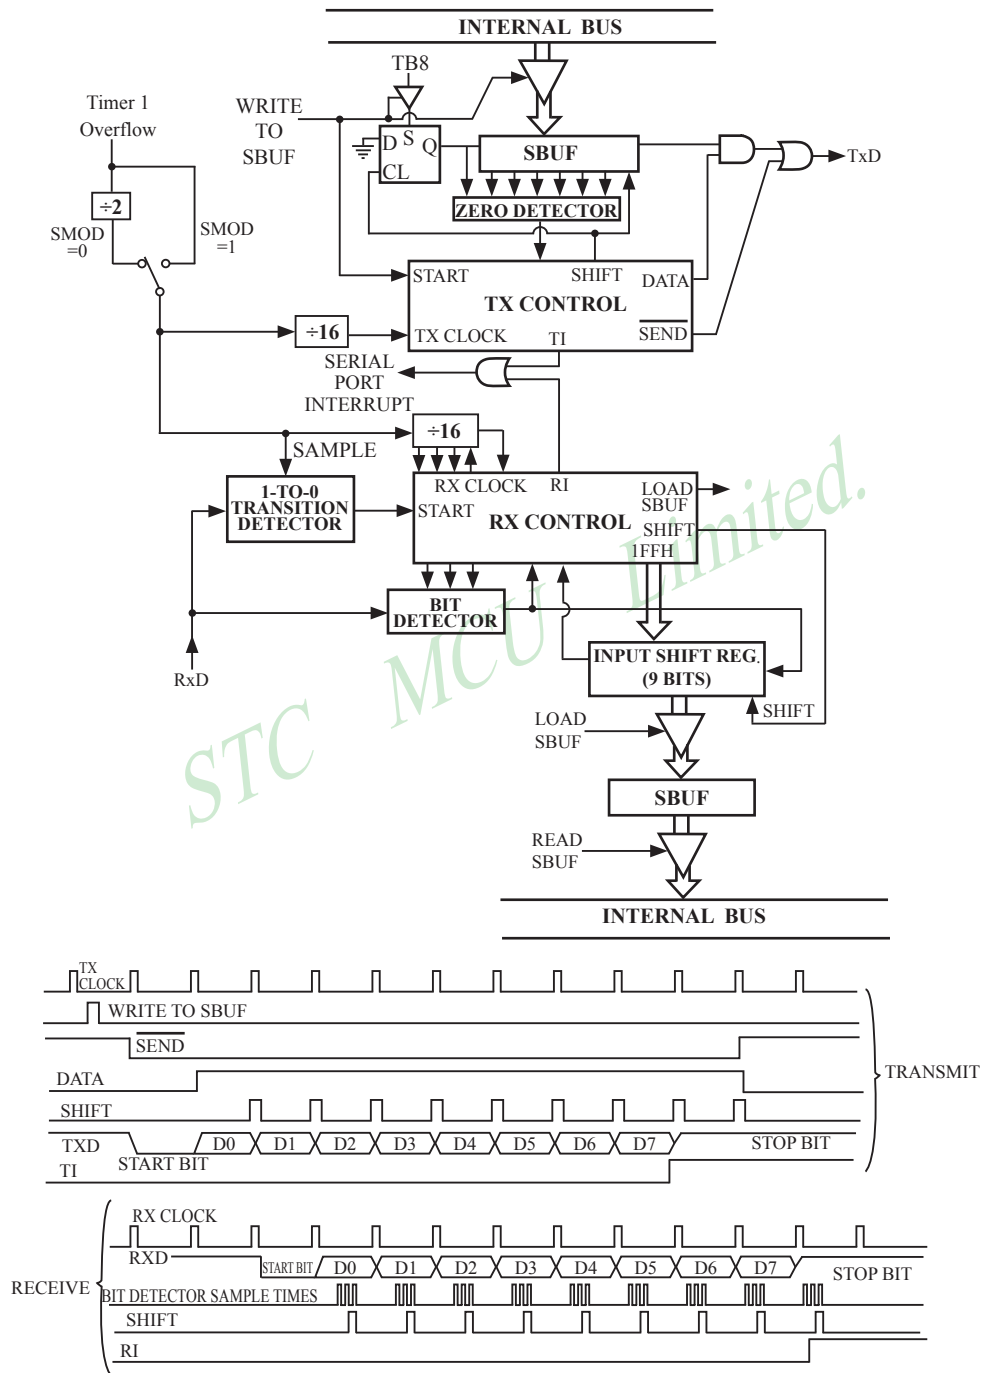 INTERNAL BUS
TB8
Timer 1
Overflow
WRITE
TO
SBUF
D S Q
CL
SBUF
TxD
÷2
ZERO DETECTOR
SMOD
=0
SMOD
=1
START
SHIFT
DATA
TX CONTROL
SEND
÷16
TX CLOCK
TI
SERIAL
PORT
INTERRUPT
÷16
SAMPLE
1-TO-0
TRANSITION
DETECTOR
RX CLOCK
RI
LOAD
SBUF
START
RX CONTROL
SHIFT
1FFH
BIT
DETECTOR
RxD
INPUT SHIFT REG.
(9 BITS)
SHIFT
LOAD
SBUF
SBUF
READ
SBUF
INTERNAL BUS
STC MCU Limited.
TX
CLOCK
WRITE TO SBUF
SEND
DATA
TRANSMIT
SHIFT
TXD
START BIT
D0 D1 D2 D3 D4 D5 D6 D7
STOP BIT
TI
RX CLOCK
RXD
START BIT
D0 D1 D2 D3 D4 D5 D6 D7
STOP BIT
RECEIVE
BIT DETECTOR SAMPLE TIMES
SHIFT
RI